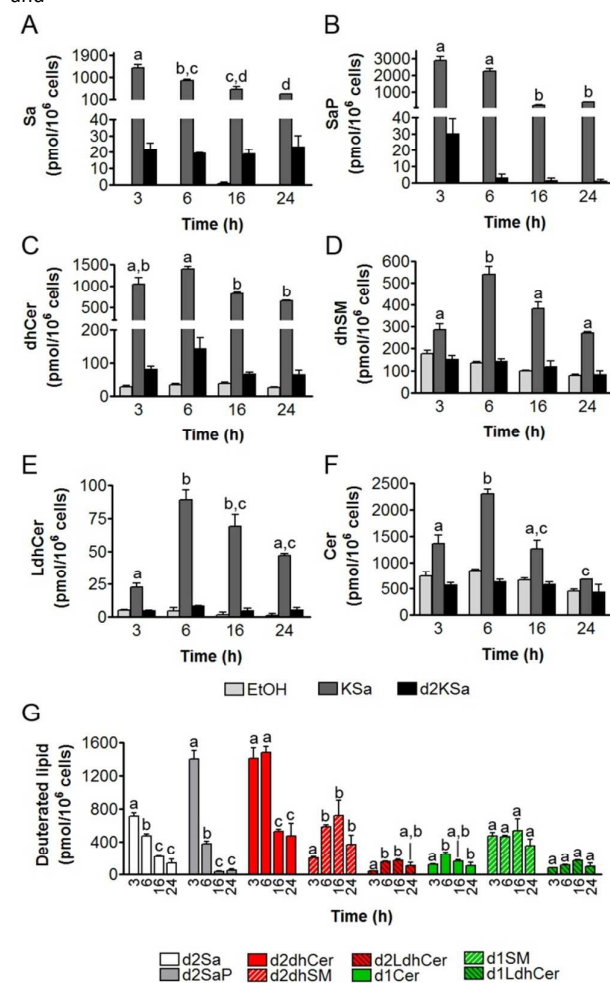 and
A
1900
1000
100
40
30
20
10
0
Sa
(pmol/10⁶ cells)
a
b,c
c,d
d
3 6 16 24
Time (h)
B
3000
2000
1000
40
30
20
10
0
SaP
(pmol/10⁶ cells)
a
a
b
b
3 6 16 24
Time (h)
C
1500
1000
500
200
100
0
dhCer
(pmol/10⁶ cells)
a,b
a
b
b
3 6 16 24
Time (h)
D
600
500
400
300
200
100
0
dhSM
(pmol/10⁶ cells)
a
b
a
a
3 6 16 24
Time (h)
E
100
75
50
25
0
LdhCer
(pmol/10⁶ cells)
a
b
b,c
a,c
3 6 16 24
Time (h)
F
2500
2000
1500
1000
500
0
Cer
(pmol/10⁶ cells)
a
b
a,c
c
3 6 16 24
Time (h)
EtOH KSa d2KSa
G
1600
1200
800
400
0
Deuterated lipid
(pmol/10⁶ cells)
a b c c
a b c c
a a c c
a b b b
a b b a,b
a b a,b a
a a a a
a b c b
3 6 16 24 3 6 16 24 3 6 16 24 3 6 16 24 3 6 16 24 3 6 16 24 3 6 16 24 3 6 16 24
Time (h)
d2Sa d2dhCer d2LdhCer d1SM
d2SaP d2dhSM d1Cer d1LdhCer